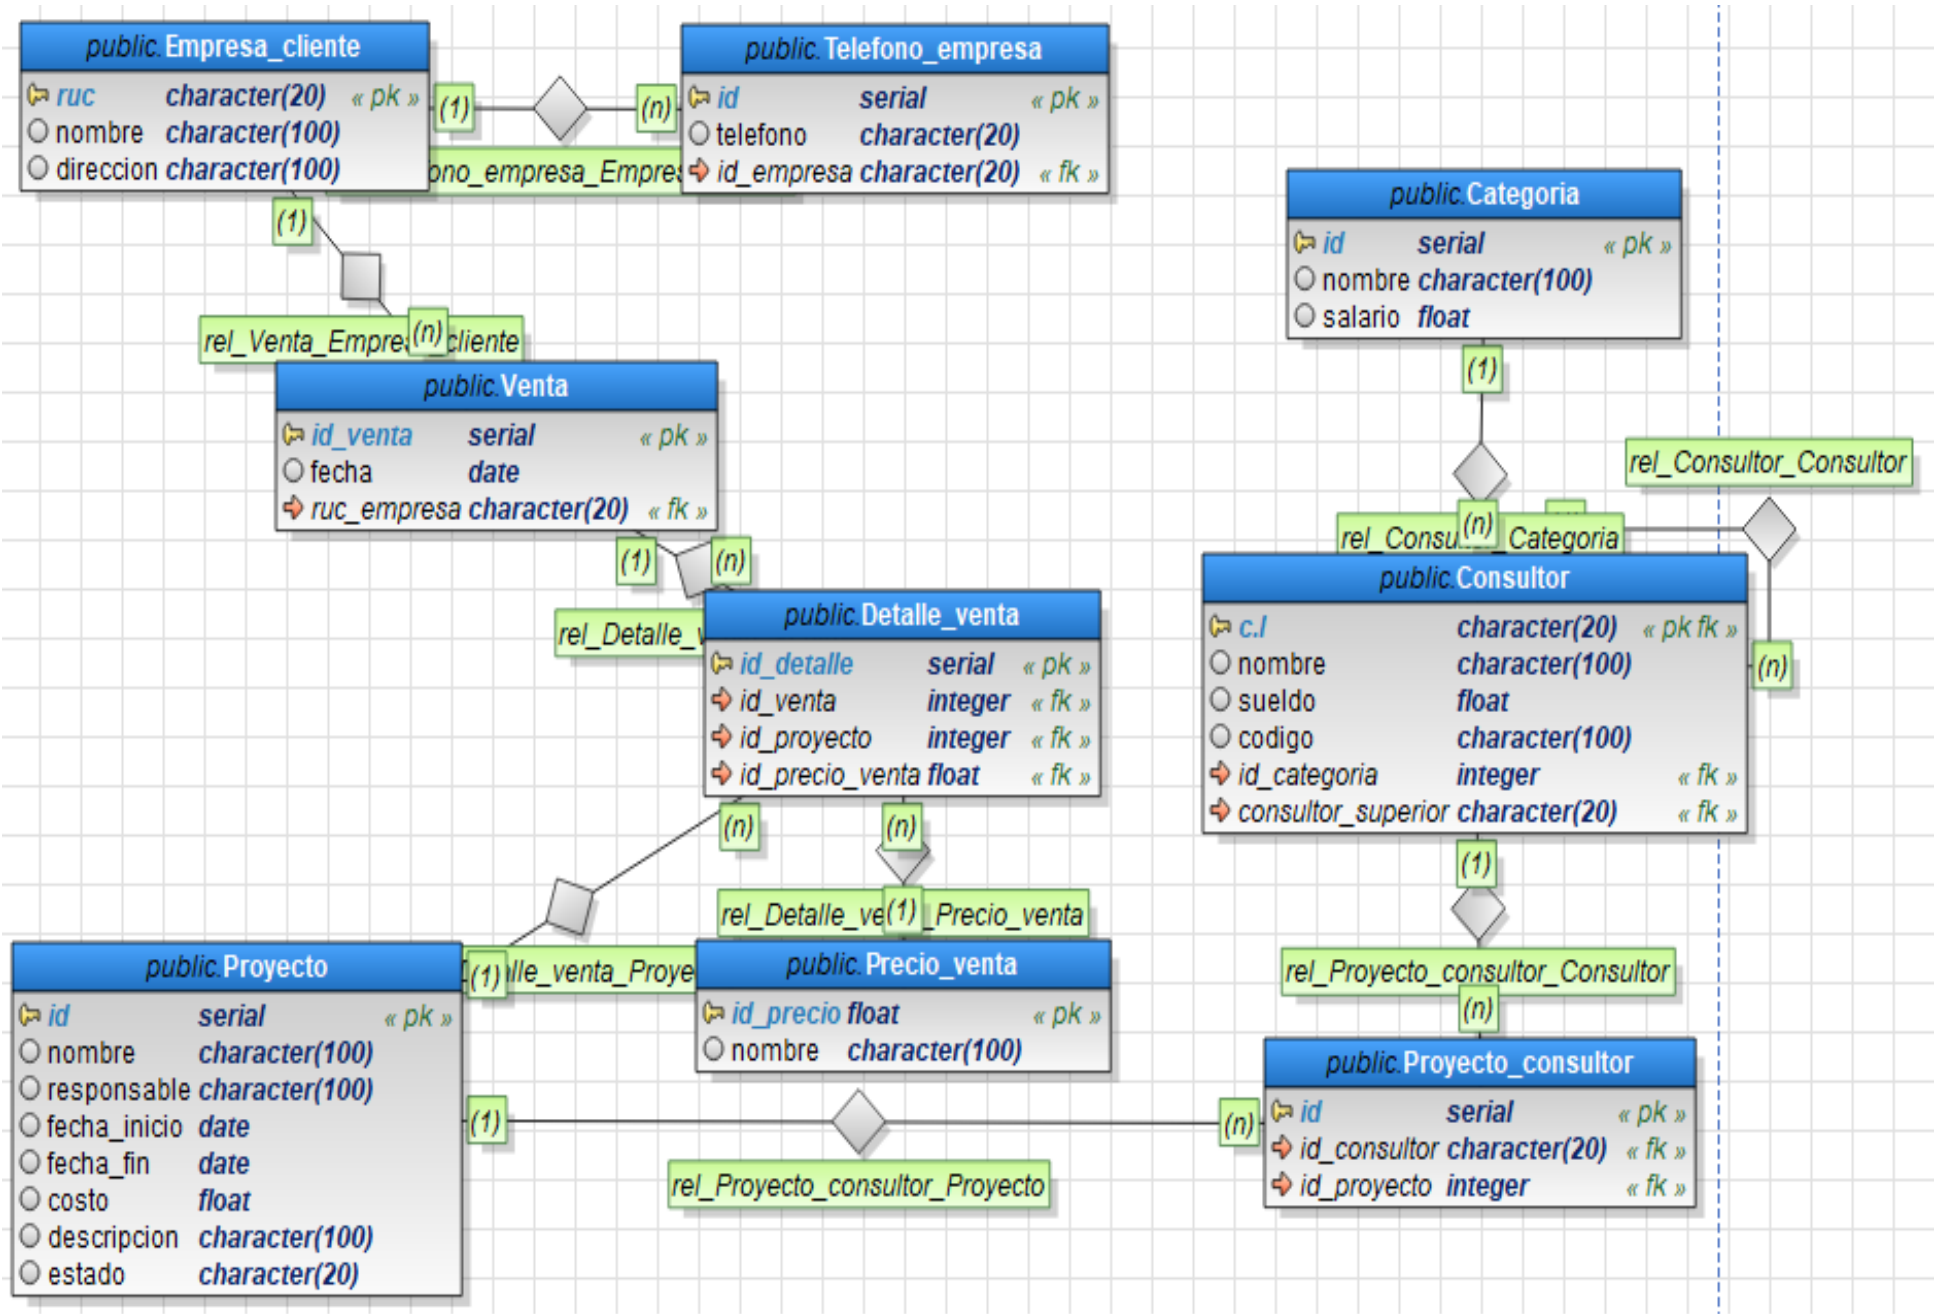 public.Empresa_cliente
ruc character(20) « pk »
nombre character(100)
direccion character(100)
(1)
(n)
ono_empresa_Empres
public.Telefono_empresa
id serial « pk »
telefono character(20)
id_empresa character(20) « fk »
(1)
rel_Venta_Empre
(n)
cliente
public.Venta
id_venta serial « pk »
fecha date
ruc_empresa character(20) « fk »
(1)
(n)
rel_Detalle_v
public.Detalle_venta
id_detalle serial « pk »
id_venta integer « fk »
id_proyecto integer « fk »
id_precio_venta float « fk »
(n)
(n)
rel_Detalle_ve
(1)
_Precio_venta
(1)
lle_venta_Proye
public.Precio_venta
id_precio float « pk »
nombre character(100)
public.Proyecto
id serial « pk »
nombre character(100)
responsable character(100)
fecha_inicio date
fecha_fin date
costo float
descripcion character(100)
estado character(20)
(1)
(n)
rel_Proyecto_consultor_Proyecto
public.Categoria
id serial « pk »
nombre character(100)
salario float
(1)
rel_Consultor_Consultor
(n)
rel_Consu
_Categoria
public.Consultor
c.I character(20) « pk fk »
nombre character(100)
sueldo float
codigo character(100)
id_categoria integer « fk »
consultor_superior character(20) « fk »
(n)
(1)
rel_Proyecto_consultor_Consultor
(n)
public.Proyecto_consultor
id serial « pk »
id_consultor character(20) « fk »
id_proyecto integer « fk »